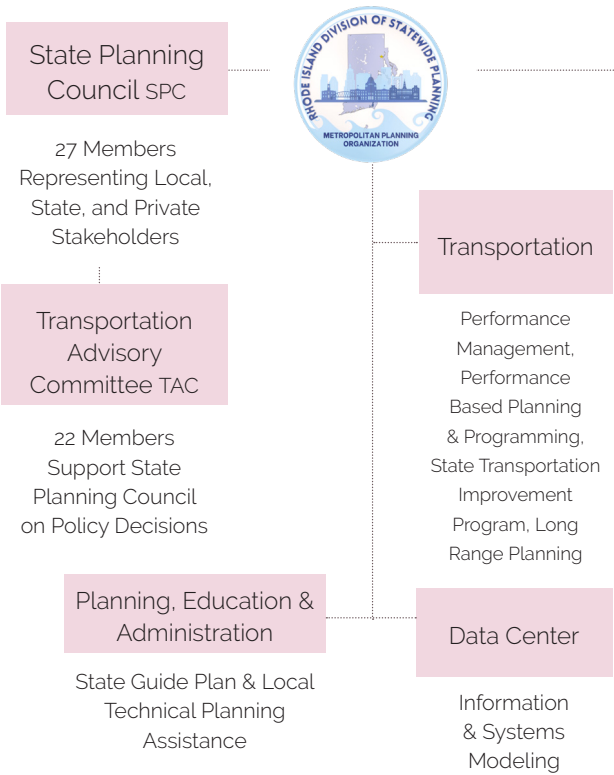 State Planning
Council SPC
27 Members
Representing Local,
State, and Private
Stakeholders
Transportation
Advisory
Committee TAC
22 Members
Support State
Planning Council
on Policy Decisions
RHODE ISLAND DIVISION OF STATEWIDE PLANNING
METROPOLITAN PLANNING
ORGANIZATION
Transportation
Performance
Management,
Performance
Based Planning
& Programming,
State Transportation
Improvement
Program, Long
Range Planning
Planning, Education &
Administration
State Guide Plan & Local
Technical Planning
Assistance
Data Center
Information
& Systems
Modeling